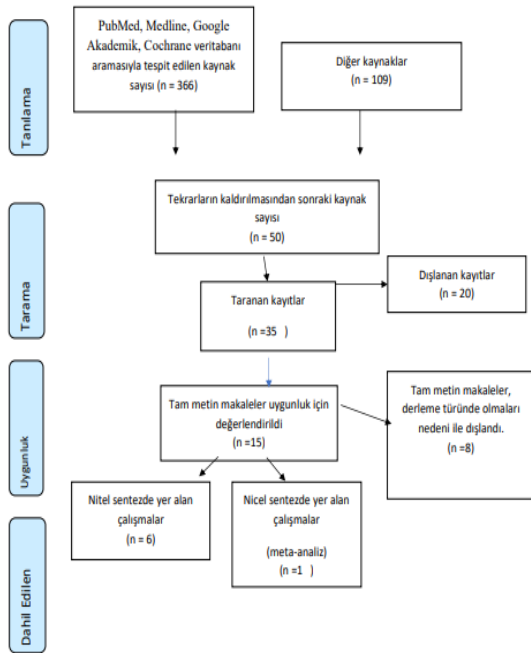 PubMed, Medline, Google
Akademik, Cochrane veritabanı
aramasıyla tespit edilen kaynak
sayısı (n = 366)
Diğer kaynaklar
(n = 109)
Tanılama
Tekrarların kaldırılmasından sonraki kaynak
sayısı
(n = 50)
Dışlanan kayıtlar
(n = 20)
Taranan kayıtlar
(n =35 )
Tarama
Tam metin makaleler uygunluk için
değerlendirildi
(n =15)
Tam metin makaleler,
derleme türünde olmaları
nedeni ile dışlandı.
(n =8)
Uygunluk
Nitel sentezde yer alan
çalışmalar
(n = 6)
Nicel sentezde yer alan
çalışmalar
(meta-analiz)
(n =1 )
Dahil Edilen